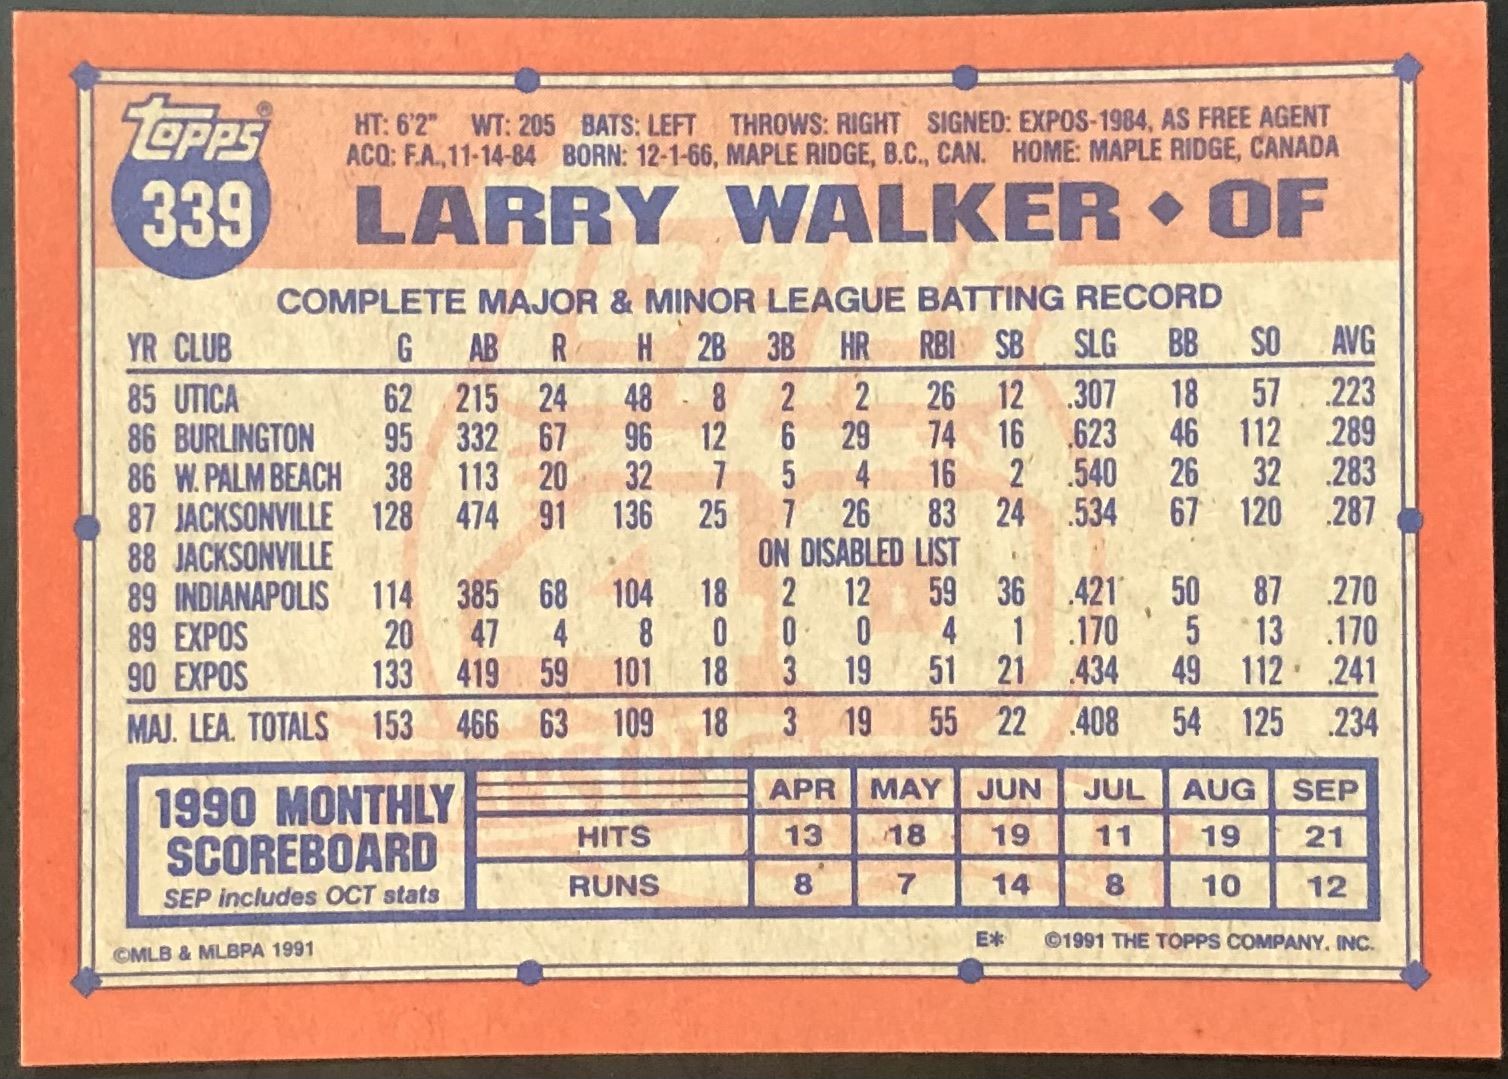 Topps ®
339
HT: 6'2" WT: 205 BATS: LEFT THROWS: RIGHT SIGNED: EXPOS-1984, AS FREE AGENT
ACQ: F.A.,11-14-84 BORN: 12-1-66, MAPLE RIDGE, B.C., CAN. HOME: MAPLE RIDGE, CANADA
LARRY WALKER ◆ OF
COMPLETE MAJOR & MINOR LEAGUE BATTING RECORD
YR CLUB G AB R H 2B 3B HR RBI SB SLG BB SO AVG
85 UTICA 62 215 24 48 8 2 2 26 12 .307 18 57 .223
86 BURLINGTON 95 332 67 96 12 6 29 74 16 .623 46 112 .289
86 W. PALM BEACH 38 113 20 32 7 5 4 16 2 .540 26 32 .283
87 JACKSONVILLE 128 474 91 136 25 7 26 83 24 .534 67 120 .287
88 JACKSONVILLE ON DISABLED LIST
89 INDIANAPOLIS 114 385 68 104 18 2 12 59 36 .421 50 87 .270
89 EXPOS 20 47 4 8 0 0 0 4 1 .170 5 13 .170
90 EXPOS 133 419 59 101 18 3 19 51 21 .434 49 112 .241
MAJ. LEA. TOTALS 153 466 63 109 18 3 19 55 22 .408 54 125 .234
1990 MONTHLY
SCOREBOARD
SEP includes OCT stats
APR MAY JUN JUL AUG SEP
HITS 13 18 19 11 19 21
RUNS 8 7 14 8 10 12
©MLB & MLBPA 1991
E* ©1991 THE TOPPS COMPANY, INC.